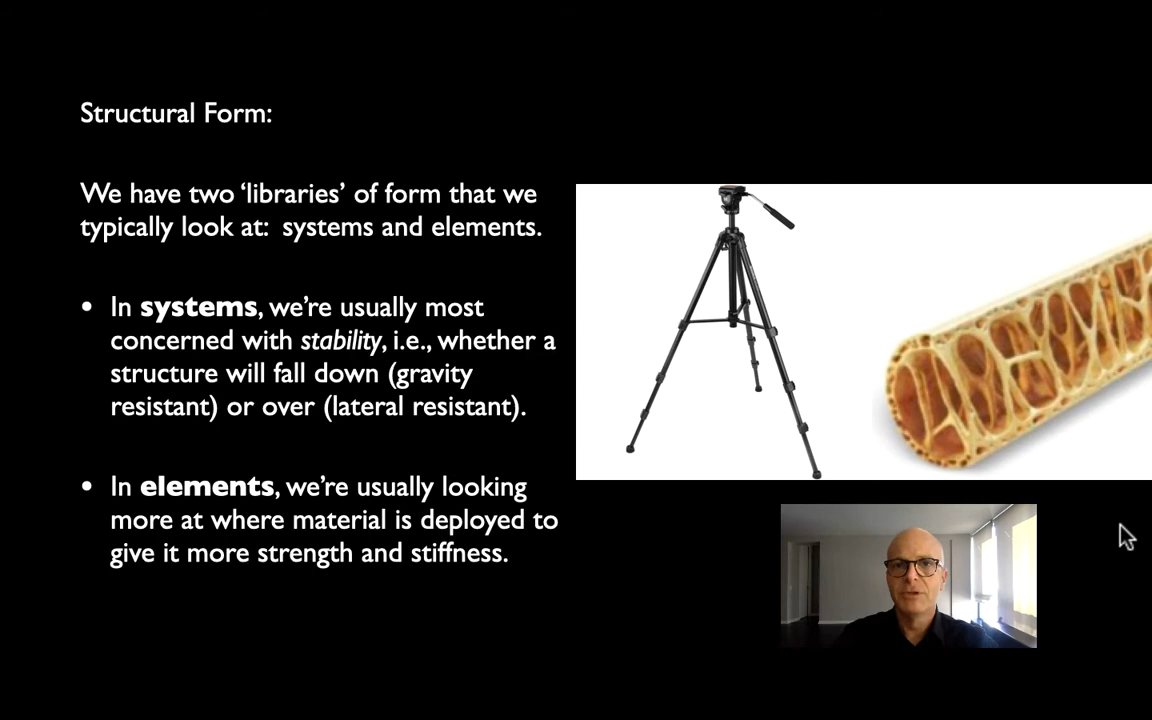 Structural Form:
We have two ‘libraries’ of form that we
typically look at:  systems and elements.
• In systems, we’re usually most
concerned with stability, i.e., whether a
structure will fall down (gravity
resistant) or over (lateral resistant).
• In elements, we’re usually looking
more at where material is deployed to
give it more strength and stiffness.